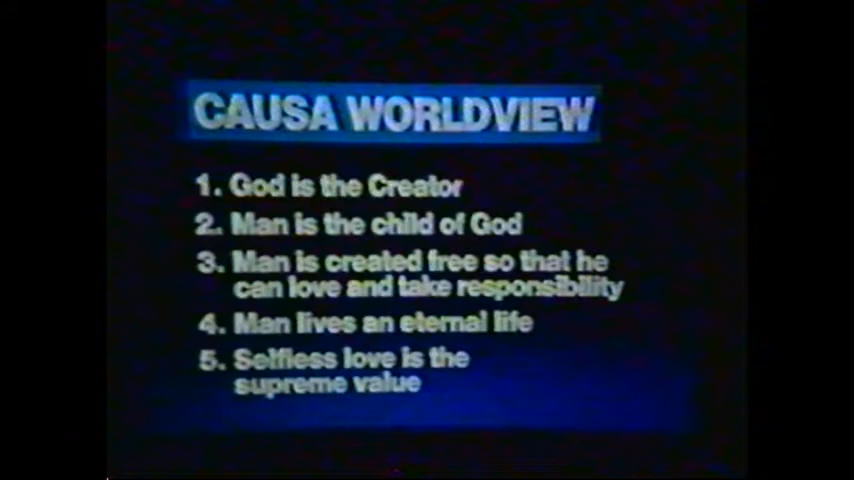 CAUSA WORLDVIEW
1. God is the Creator
2. Man is the child of God
3. Man is created free so that he
can love and take responsibility
4. Man lives an eternal life
5. Selfless love is the
supreme value